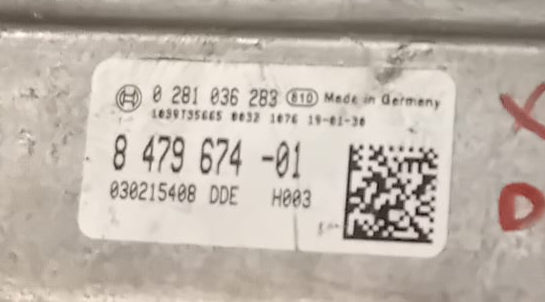 0 281 036 283 810 Made in Germany
1039T35665 0032 1076 19-01-30
8 479 674 -01
030215408 DDE H003